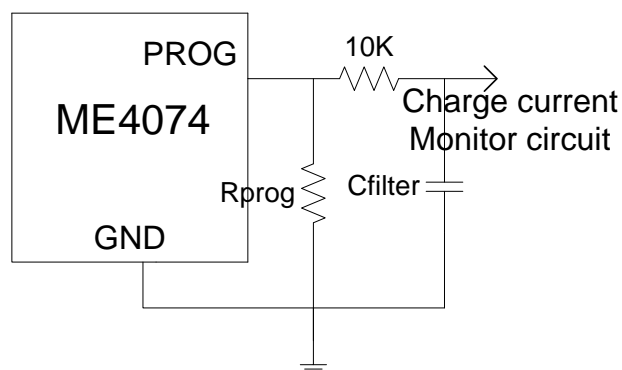 PROG
10K
ME4074
Charge current
Monitor circuit
Rprog
Cfilter
GND